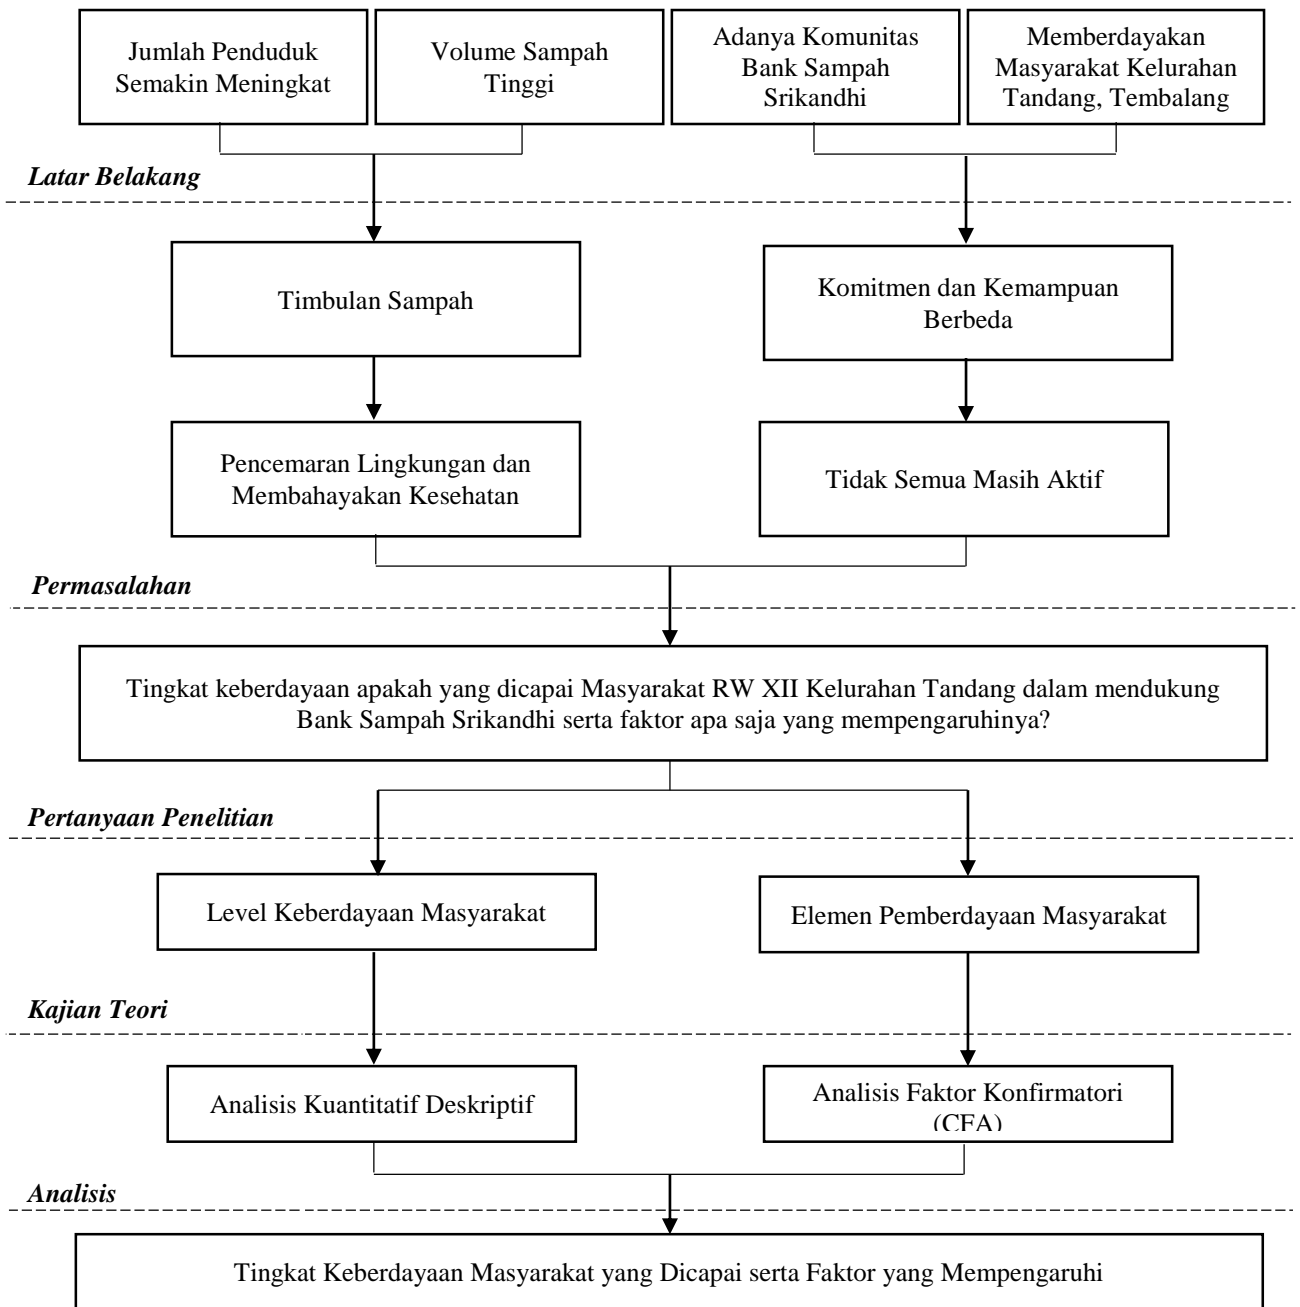 Jumlah Penduduk
Semakin Meningkat
Volume Sampah
Tinggi
Adanya Komunitas
Bank Sampah
Srikandhi
Memberdayakan
Masyarakat Kelurahan
Tandang, Tembalang
Latar Belakang
Timbulan Sampah
Komitmen dan Kemampuan
Berbeda
Pencemaran Lingkungan dan
Membahayakan Kesehatan
Tidak Semua Masih Aktif
Permasalahan
Tingkat keberdayaan apakah yang dicapai Masyarakat RW XII Kelurahan Tandang dalam mendukung
Bank Sampah Srikandhi serta faktor apa saja yang mempengaruhinya?
Pertanyaan Penelitian
Level Keberdayaan Masyarakat
Elemen Pemberdayaan Masyarakat
Kajian Teori
Analisis Kuantitatif Deskriptif
Analisis Faktor Konfirmatori
(CFA)
Analisis
Tingkat Keberdayaan Masyarakat yang Dicapai serta Faktor yang Mempengaruhi